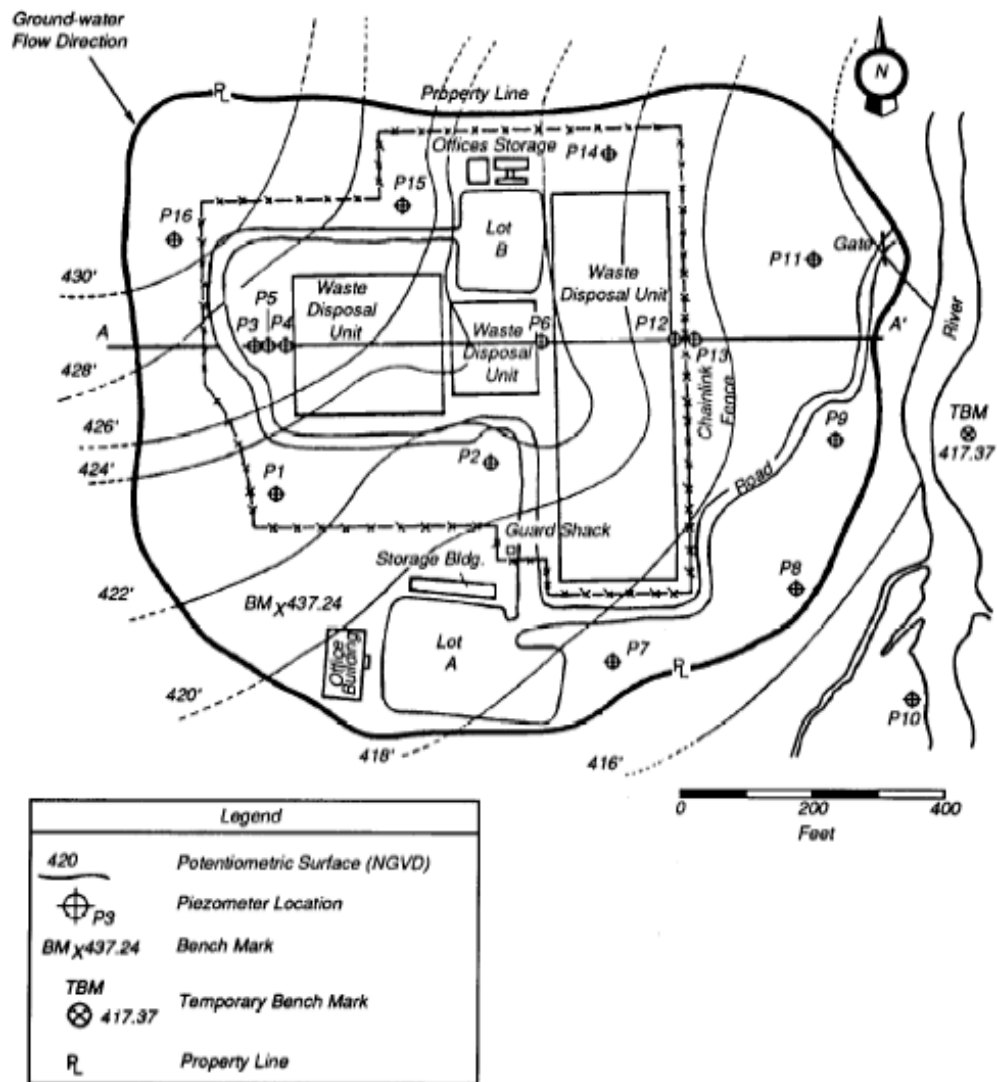 Ground-water
Flow Direction
N
PL
Property Line
Offices Storage
P14
P15
P16
Lot
B
Gate
P11
430'
Waste
Disposal Unit
Waste
Disposal
Unit
P5
P3
P4
P6
P12
A
A'
River
Waste
Disposal
Unit
P13
428'
Chainlink
Fence
TBM
417.37
P9
426'
424'
P2
P1
Road
Guard Shack
Storage Bldg.
P8
422'
BM X 437.24
Lot
A
Office
Building
P7
PL
420'
P10
418'
416'
0 200 400
Feet
Legend
420 Potentiometric Surface (NGVD)
P3 Piezometer Location
BM X 437.24 Bench Mark
TBM
417.37 Temporary Bench Mark
PL Property Line